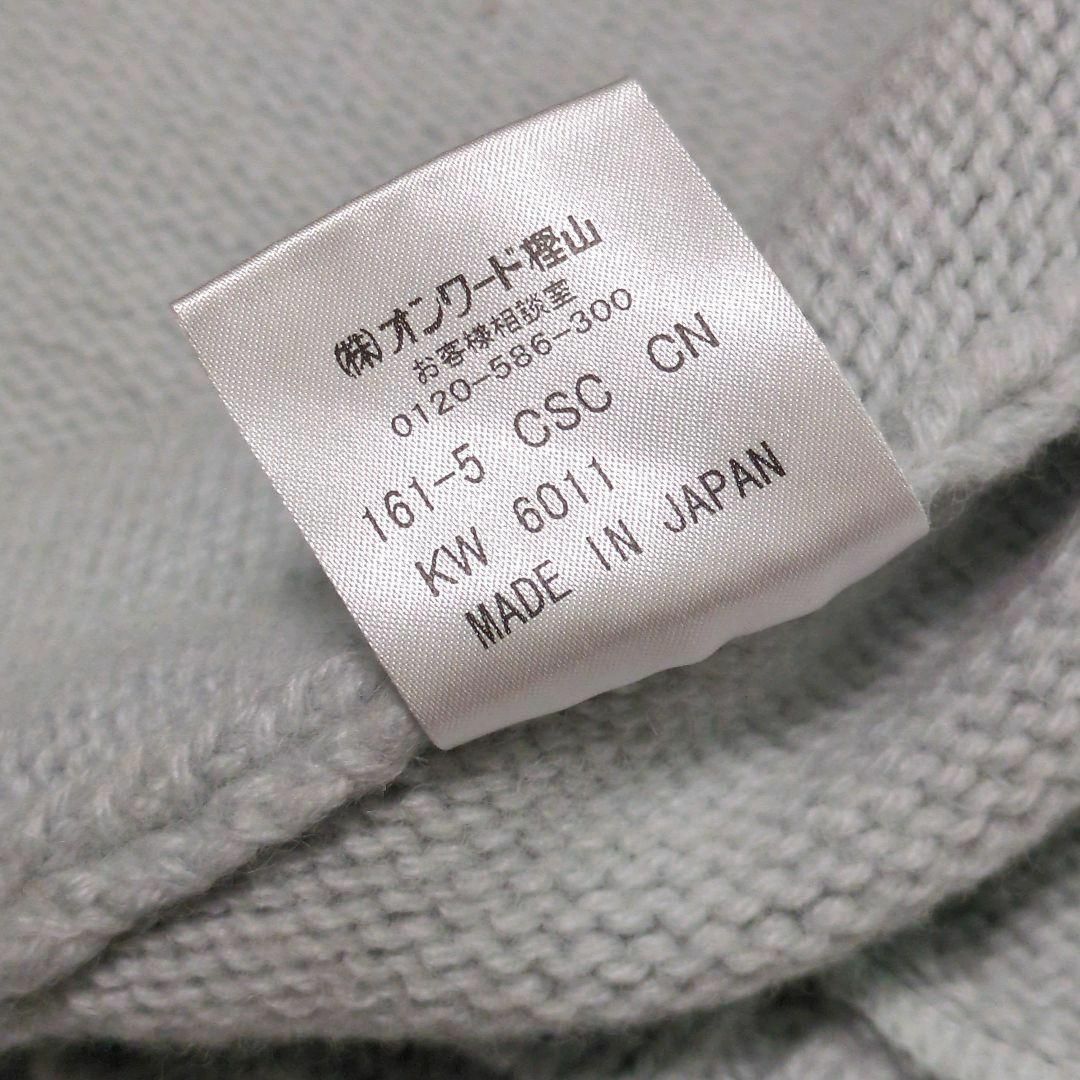 (株)オンワード樫山
お客様相談室
0120-586-300
161-5 CSC CN
KW 6011
MADE IN JAPAN